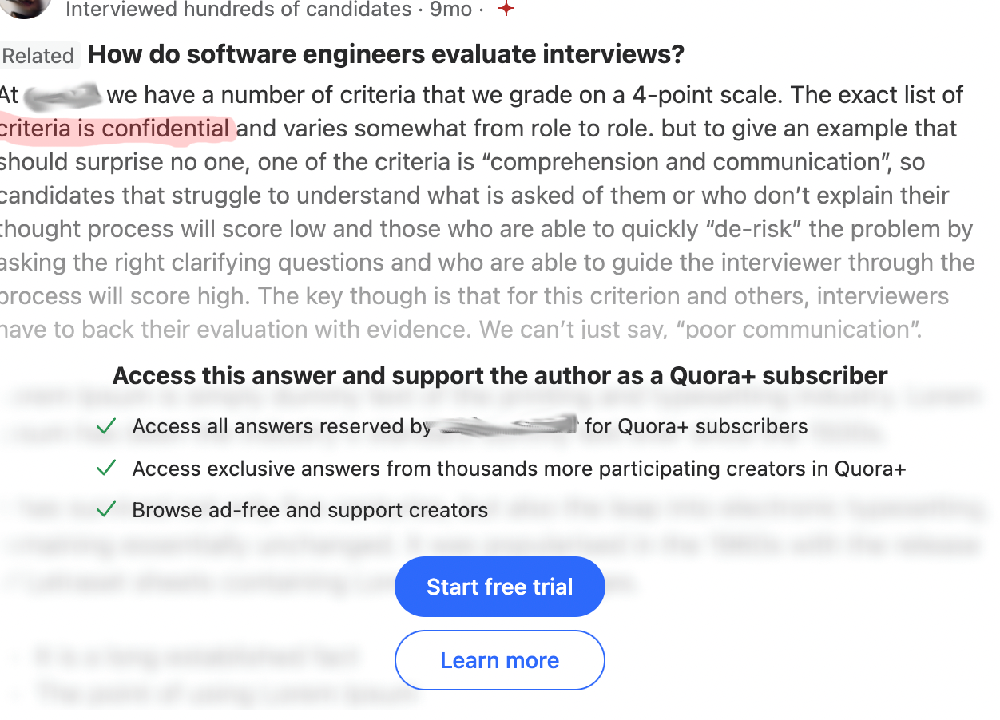 Interviewed hundreds of candidates · 9mo ·
Related How do software engineers evaluate interviews?
At we have a number of criteria that we grade on a 4-point scale. The exact list of
criteria is confidential and varies somewhat from role to role. but to give an example that
should surprise no one, one of the criteria is “comprehension and communication”, so
candidates that struggle to understand what is asked of them or who don’t explain their
thought process will score low and those who are able to quickly “de-risk” the problem by
asking the right clarifying questions and who are able to guide the interviewer through the
process will score high. The key though is that for this criterion and others, interviewers
have to back their evaluation with evidence. We can’t just say, “poor communication”.
Access this answer and support the author as a Quora+ subscriber
Access all answers reserved by for Quora+ subscribers
Access exclusive answers from thousands more participating creators in Quora+
Browse ad-free and support creators
Start free trial
Learn more